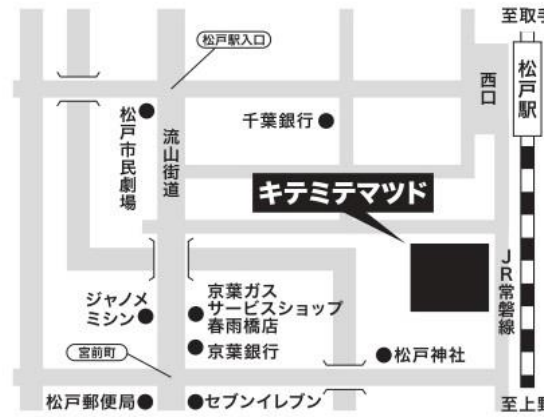 至取手
松戸駅入口
松戸駅
西口
千葉銀行
松戸市民劇場
流山街道
キテミテマツド
JR常磐線
ジャノメ
ミシン
京葉ガス
サービスショップ
春雨橋店
京葉銀行
宮前町
松戸神社
松戸郵便局
セブンイレブン
至上野